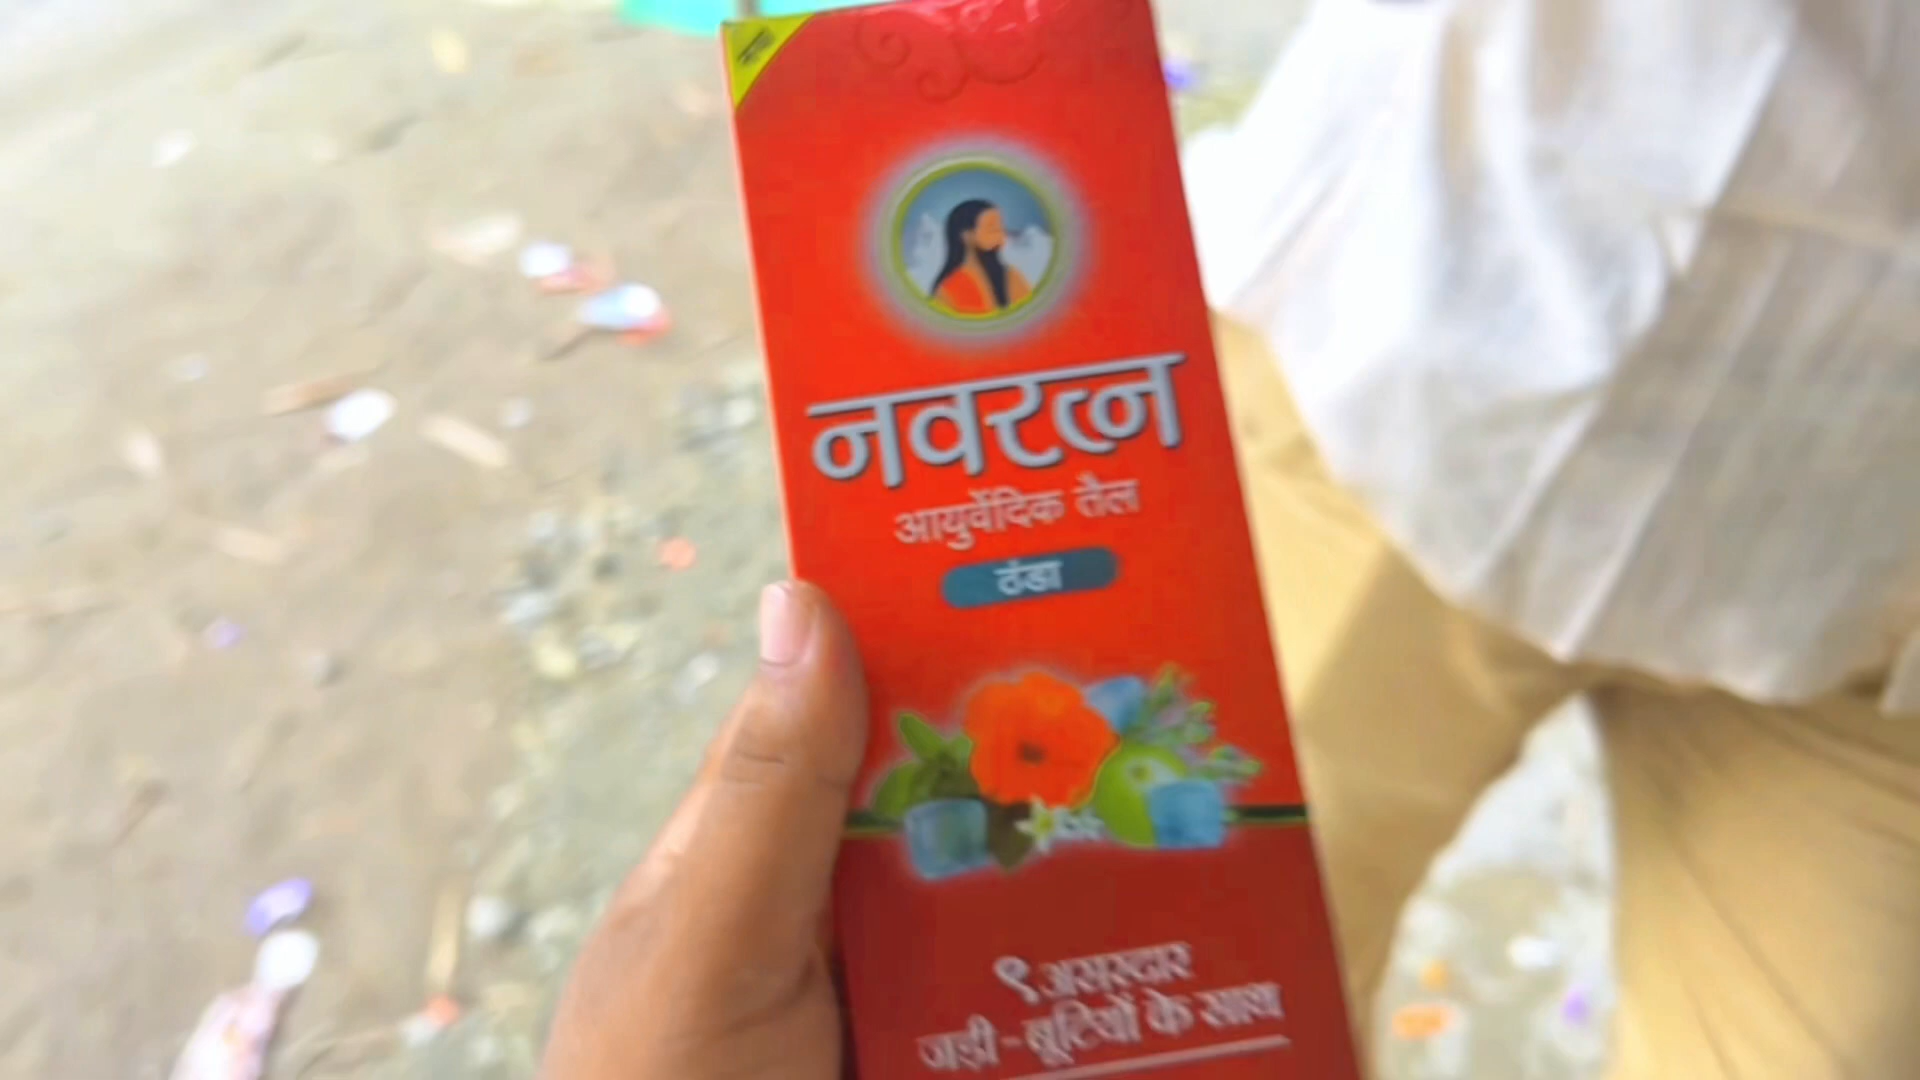 नवरत्न
आयुर्वेदिक तैल
ठंडा
९ असरदार
जड़ी-बूटियों के साथ